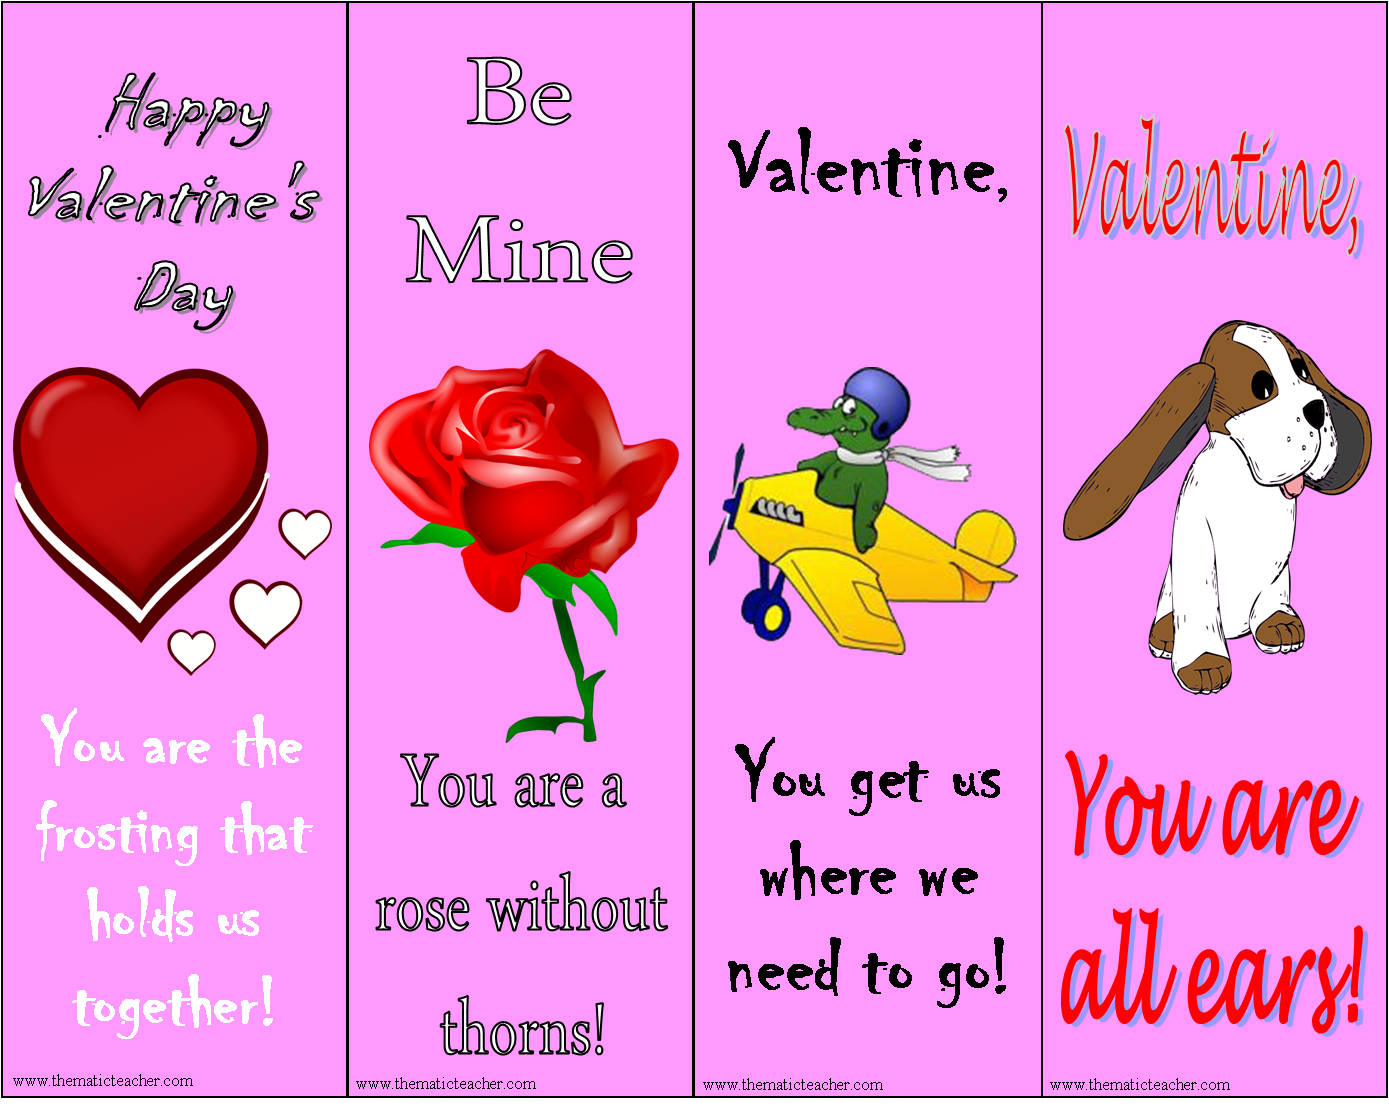 Happy
Valentine's
Day
You are the
frosting that
holds us
together!
www.thematicteacher.com
Be
Mine
You are a
rose without
thorns!
www.thematicteacher.com
Valentine,
You get us
where we
need to go!
www.thematicteacher.com
Valentine,
You are
all ears!
www.thematicteacher.com